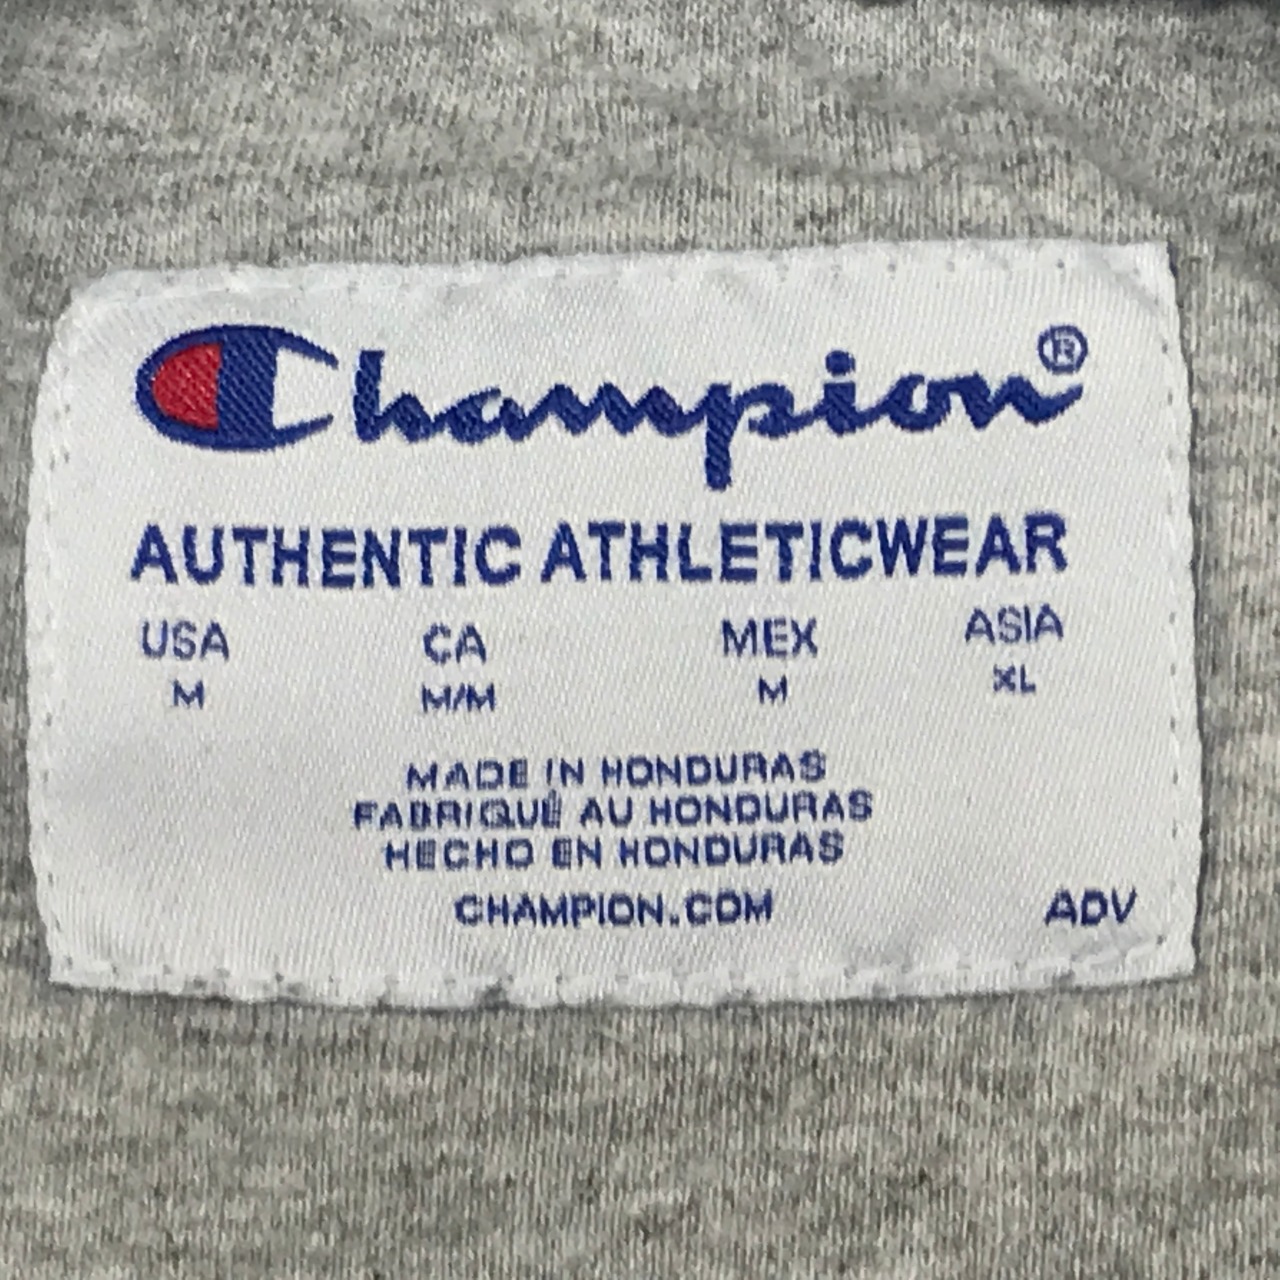 Champion®
AUTHENTIC ATHLETICWEAR
USA CA MEX ASIA
M M/M M XL
MADE IN HONDURAS
FABRIQUÉ AU HONDURAS
HECHO EN HONDURAS
CHAMPION.COM ADV